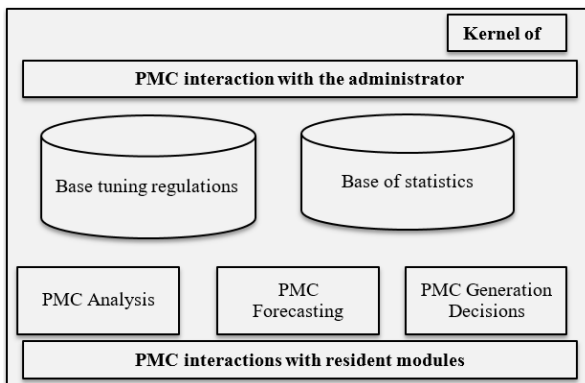 Kernel of
PMC interaction with the administrator
Base tuning regulations
Base of statistics
PMC Analysis
PMC
Forecasting
PMC Generation
Decisions
PMC interactions with resident modules